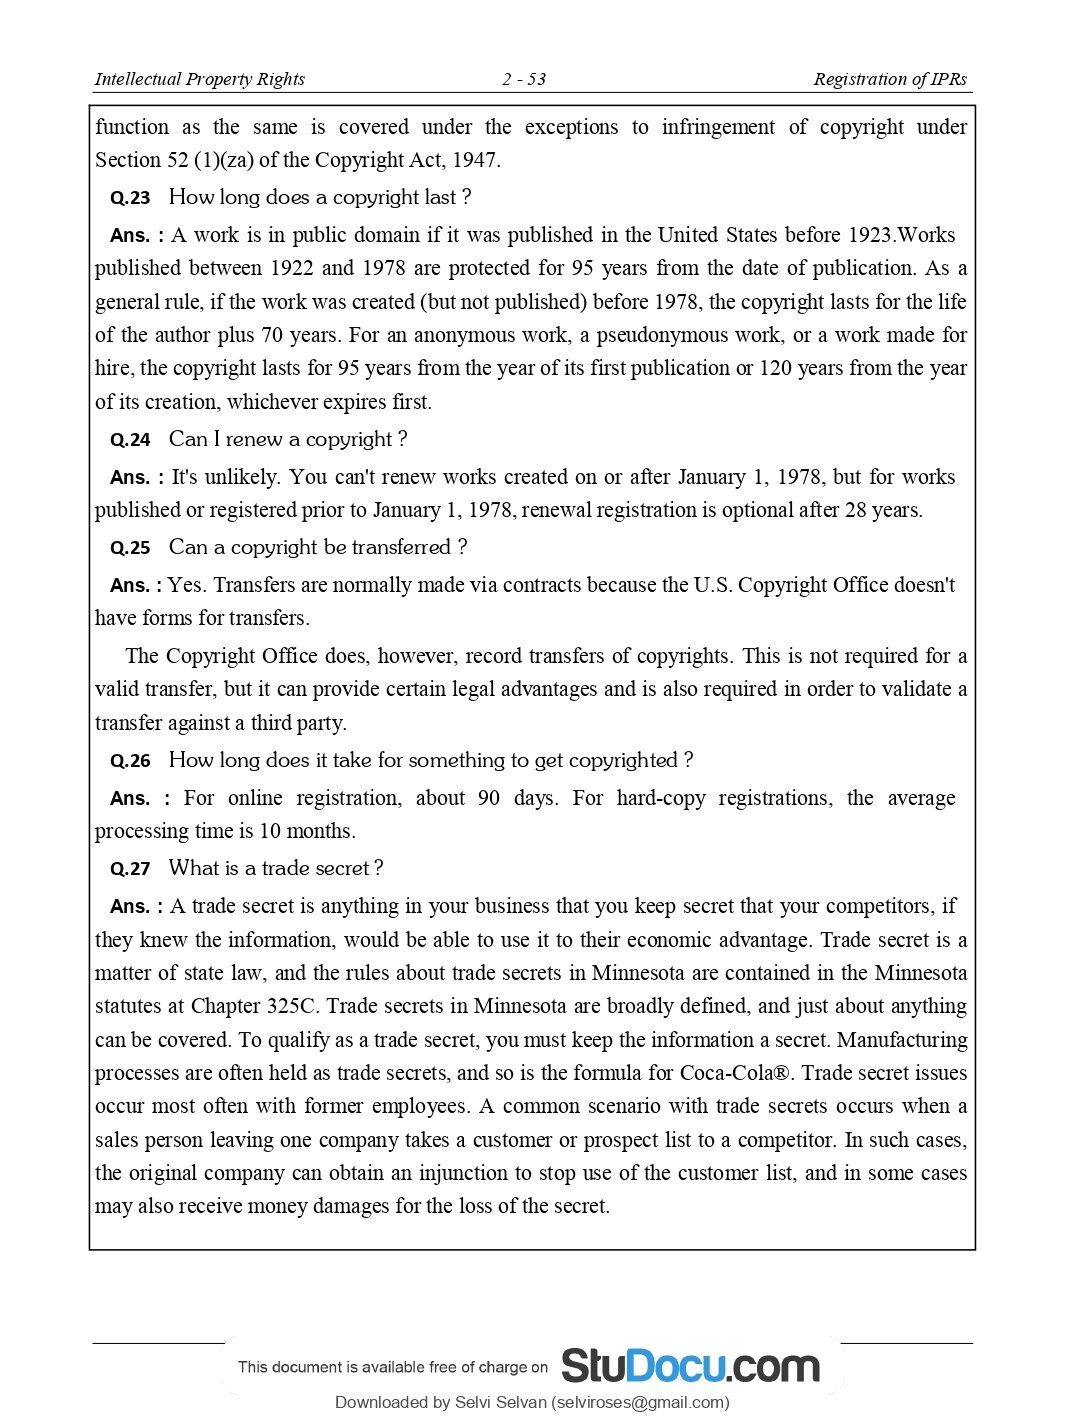 Intellectual Property Rights 2 - 53 Registration of IPRs
function as the same is covered under the exceptions to infringement of copyright under
Section 52 (1)(za) of the Copyright Act, 1947.
Q.23 How long does a copyright last ?
Ans. : A work is in public domain if it was published in the United States before 1923.Works
published between 1922 and 1978 are protected for 95 years from the date of publication. As a
general rule, if the work was created (but not published) before 1978, the copyright lasts for the life
of the author plus 70 years. For an anonymous work, a pseudonymous work, or a work made for
hire, the copyright lasts for 95 years from the year of its first publication or 120 years from the year
of its creation, whichever expires first.
Q.24 Can I renew a copyright ?
Ans. : It's unlikely. You can't renew works created on or after January 1, 1978, but for works
published or registered prior to January 1, 1978, renewal registration is optional after 28 years.
Q.25 Can a copyright be transferred ?
Ans. : Yes. Transfers are normally made via contracts because the U.S. Copyright Office doesn't
have forms for transfers.
The Copyright Office does, however, record transfers of copyrights. This is not required for a
valid transfer, but it can provide certain legal advantages and is also required in order to validate a
transfer against a third party.
Q.26 How long does it take for something to get copyrighted ?
Ans. : For online registration, about 90 days. For hard-copy registrations, the average
processing time is 10 months.
Q.27 What is a trade secret ?
Ans. : A trade secret is anything in your business that you keep secret that your competitors, if
they knew the information, would be able to use it to their economic advantage. Trade secret is a
matter of state law, and the rules about trade secrets in Minnesota are contained in the Minnesota
statutes at Chapter 325C. Trade secrets in Minnesota are broadly defined, and just about anything
can be covered. To qualify as a trade secret, you must keep the information a secret. Manufacturing
processes are often held as trade secrets, and so is the formula for Coca-Cola®. Trade secret issues
occur most often with former employees. A common scenario with trade secrets occurs when a
sales person leaving one company takes a customer or prospect list to a competitor. In such cases,
the original company can obtain an injunction to stop use of the customer list, and in some cases
may also receive money damages for the loss of the secret.
This document is available free of charge on StuDocu.com
Downloaded by Selvi Selvan (selviroses@gmail.com)